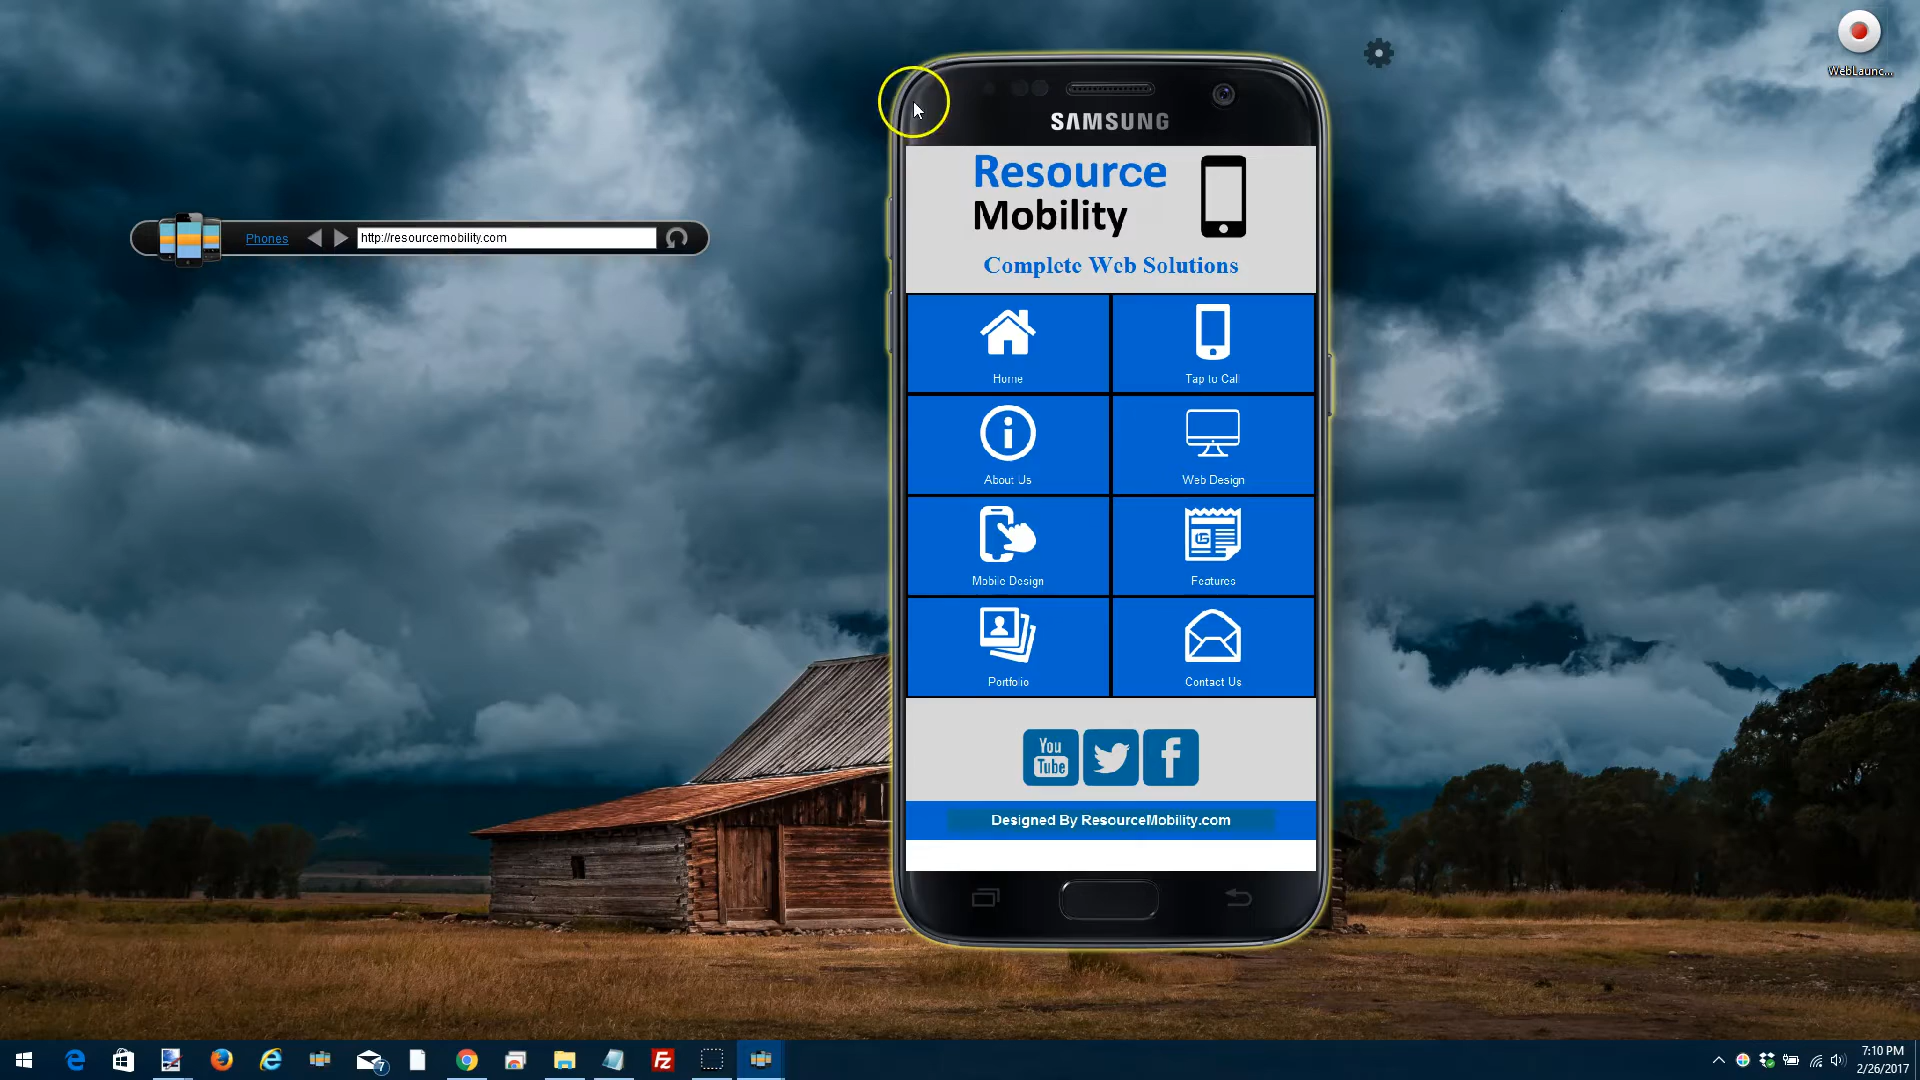 WebLaunc...
SAMSUNG
Resource
Mobility
Complete Web Solutions
Phones
http://resourcemobility.com
Home
Tap to Call
About Us
Web Design
Mobile Design
Features
Portfolio
Contact Us
You
Tube
Designed By ResourceMobility.com
7
7:10 PM
2/26/2017